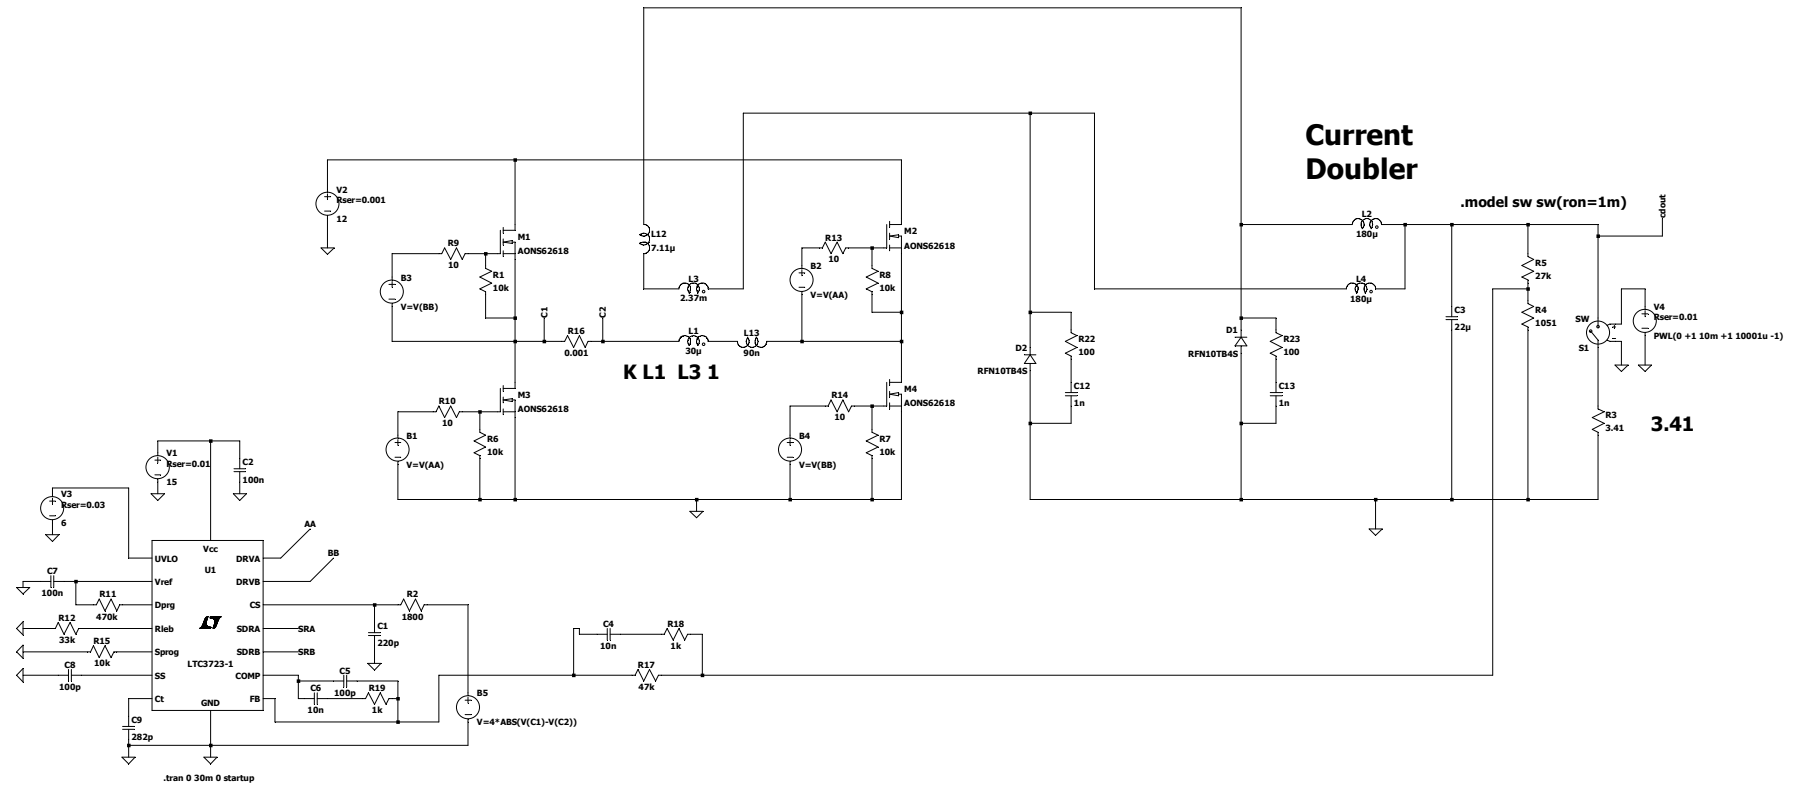 Current
Doubler
.model sw sw(ron=1m)
cdout
V2
Rser=0.001
12
M1
AONS62618
R9
10
R1
10k
B3
V=V(BB)
L12
7.11µ
L3
2.37m
R13
10
M2
AONS62618
B2
V=V(AA)
R8
10k
C1
R16
0.001
C2
L1
30µ
L13
90n
K L1 L3 1
M3
AONS62618
R10
10
B1
V=V(AA)
R6
10k
R14
10
M4
AONS62618
B4
V=V(BB)
R7
10k
D2
RFN10TB4S
R22
100
C12
1n
D1
RFN10TB4S
R23
100
C13
1n
L2
180µ
L4
180µ
C3
22µ
R5
27k
R4
1051
SW
S1
V4
Rser=0.01
PWL(0 +1 10m +1 10001u -1)
R3
3.41
3.41
V1
Rser=0.01
15
C2
100n
V3
Rser=0.03
6
AA
BB
Vcc
U1
UVLO
Vref
Dprg
Rleb
Sprog
SS
Ct
GND
DRVA
DRVB
CS
SDRA
SDRB
COMP
FB
LT
LTC3723-1
C7
100n
R11
470k
R12
33k
R15
10k
C8
100p
C9
282p
SRA
SRB
C1
220p
R2
1800
C5
100p
C6
10n
R19
1k
B5
V=4*ABS(V(C1)-V(C2))
C4
10n
R18
1k
R17
47k
.tran 0 30m 0 startup